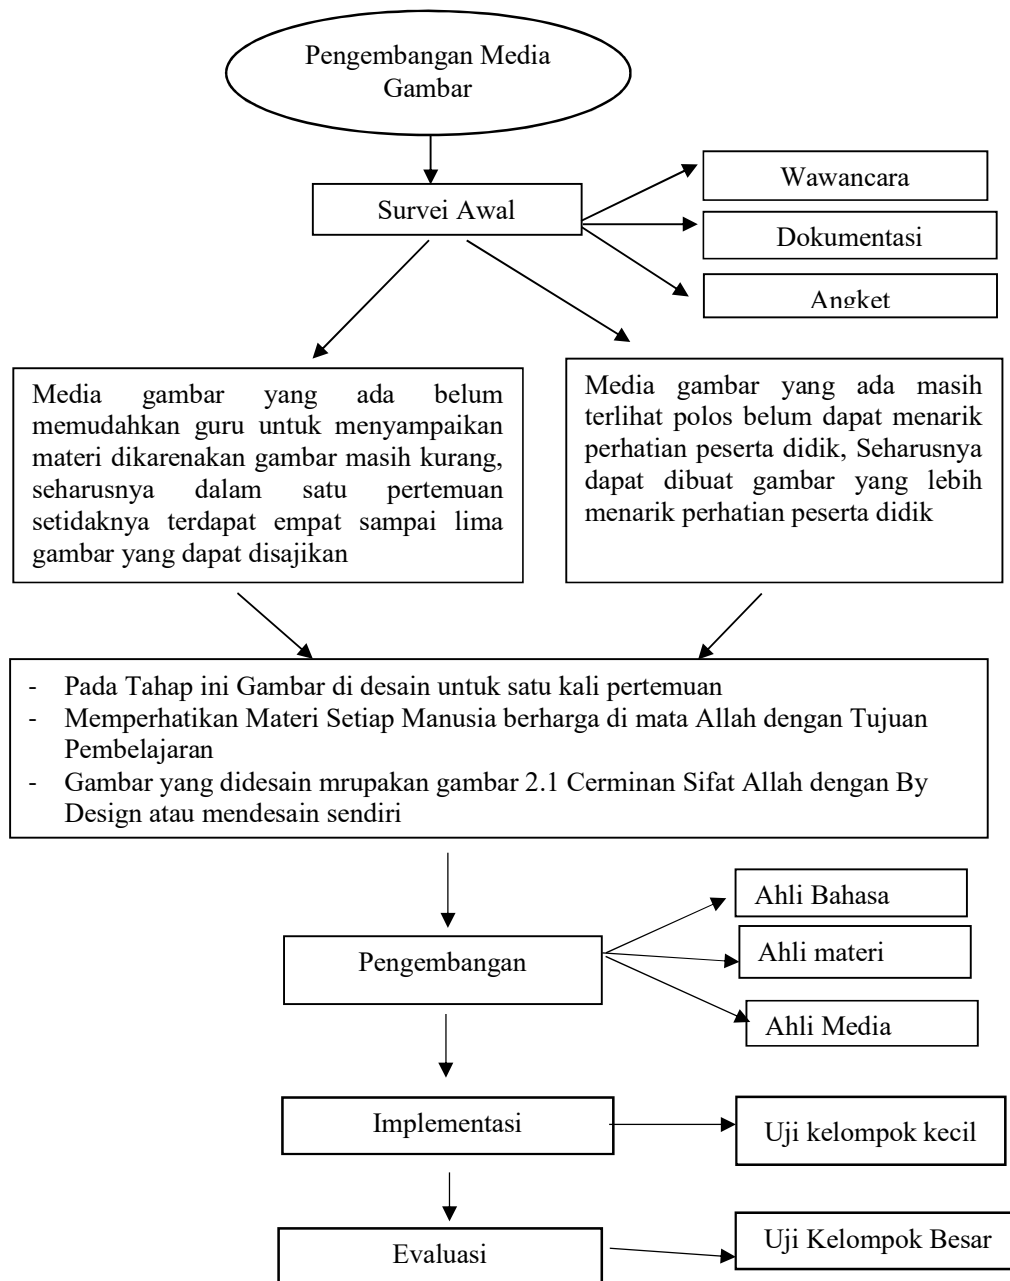 Pengembangan Media
Gambar
Survei Awal
Wawancara
Dokumentasi
Angket
Media gambar yang ada belum
memudahkan guru untuk menyampaikan
materi dikarenakan gambar masih kurang,
seharusnya dalam satu pertemuan
setidaknya terdapat empat sampai lima
gambar yang dapat disajikan
Media gambar yang ada masih
terlihat polos belum dapat menarik
perhatian peserta didik, Seharusnya
dapat dibuat gambar yang lebih
menarik perhatian peserta didik
- Pada Tahap ini Gambar di desain untuk satu kali pertemuan
- Memperhatikan Materi Setiap Manusia berharga di mata Allah dengan Tujuan
Pembelajaran
- Gambar yang didesain mrupakan gambar 2.1 Cerminan Sifat Allah dengan By
Design atau mendesain sendiri
Pengembangan
Ahli Bahasa
Ahli materi
Ahli Media
Implementasi
Uji kelompok kecil
Evaluasi
Uji Kelompok Besar